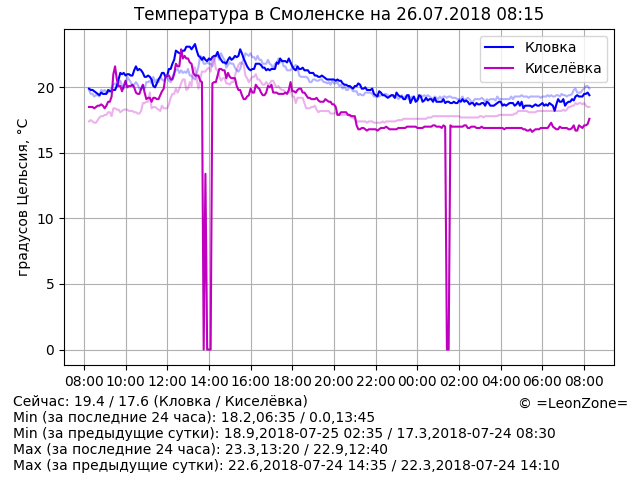 Температура в Смоленске на 26.07.2018 08:15
Кловка
Киселёвка
градусов Цельсия, °C
20
15
10
5
0
08:00 10:00 12:00 14:00 16:00 18:00 20:00 22:00 00:00 02:00 04:00 06:00 08:00
Сейчас: 19.4 / 17.6 (Кловка / Киселёвка)
© =LeonZone=
Min (за последние 24 часа): 18.2,06:35 / 0.0,13:45
Min (за предыдущие сутки): 18.9,2018-07-25 02:35 / 17.3,2018-07-24 08:30
Max (за последние 24 часа): 23.3,13:20 / 22.9,12:40
Max (за предыдущие сутки): 22.6,2018-07-24 14:35 / 22.3,2018-07-24 14:10